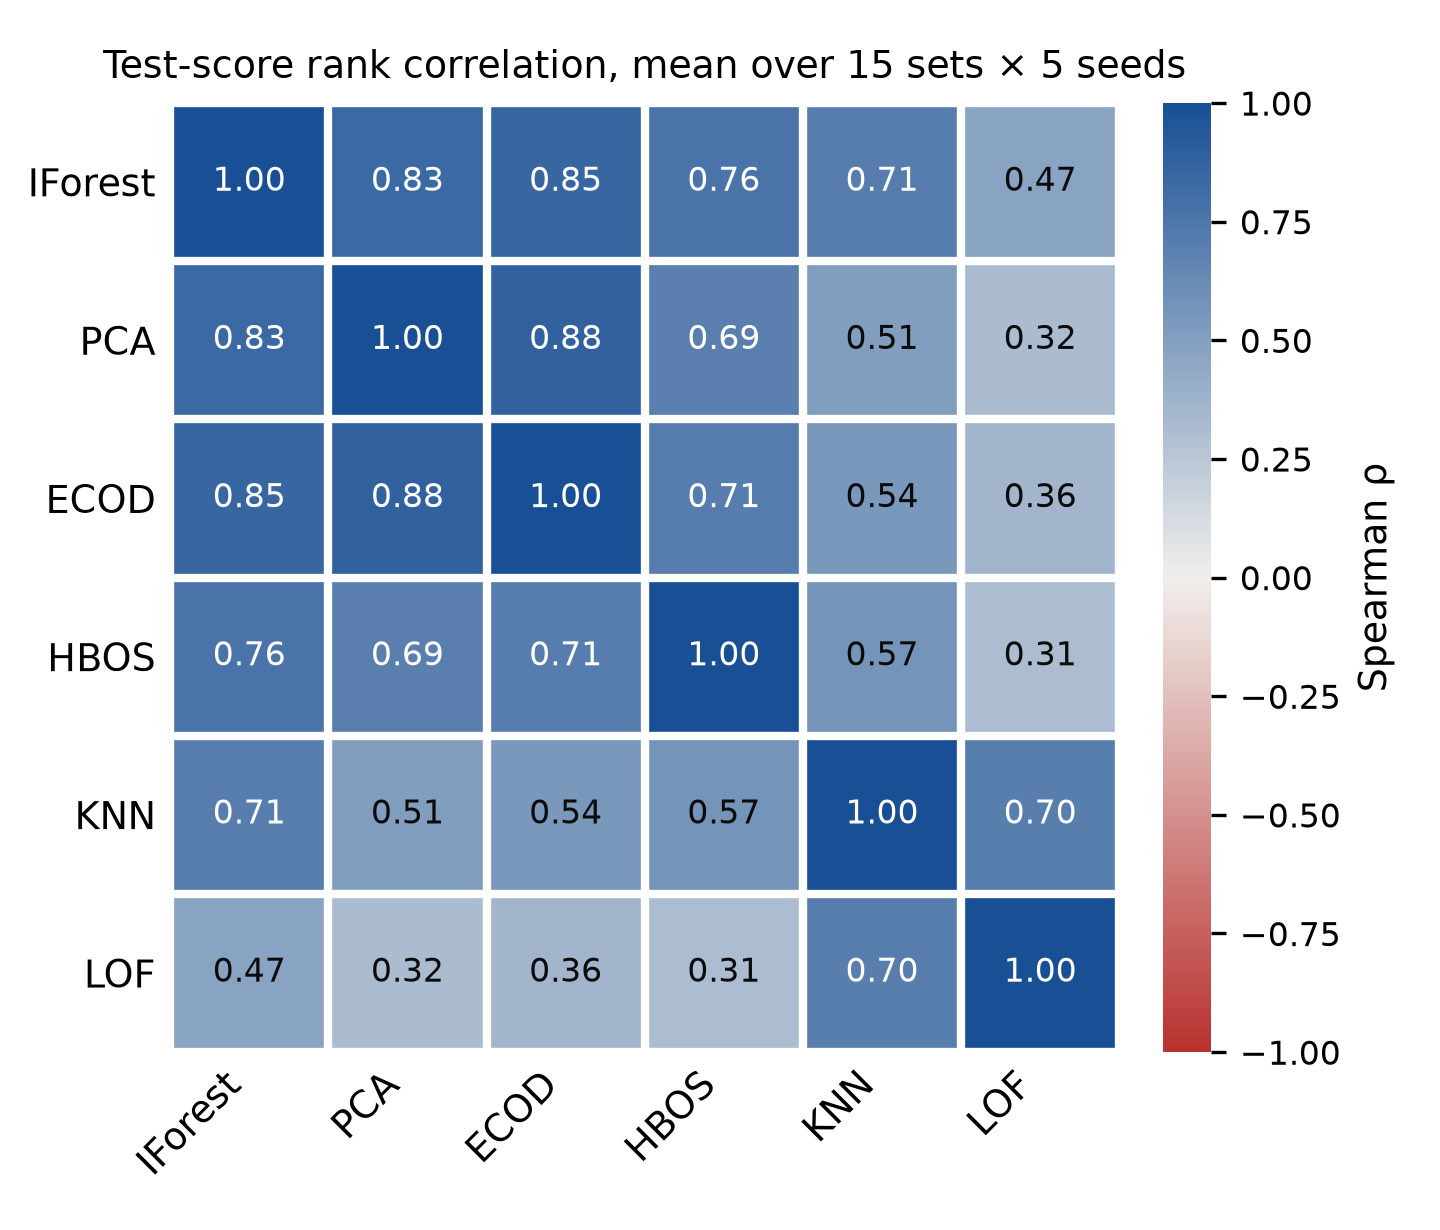 Test-score rank correlation, mean over 15 sets × 5 seeds
IForest 1.00 0.83 0.85 0.76 0.71 0.47
PCA 0.83 1.00 0.88 0.69 0.51 0.32
ECOD 0.85 0.88 1.00 0.71 0.54 0.36
HBOS 0.76 0.69 0.71 1.00 0.57 0.31
KNN 0.71 0.51 0.54 0.57 1.00 0.70
LOF 0.47 0.32 0.36 0.31 0.70 1.00
IForest PCA ECOD HBOS KNN LOF
1.00
0.75
0.50
0.25
0.00
−0.25
−0.50
−0.75
−1.00
Spearman ρ